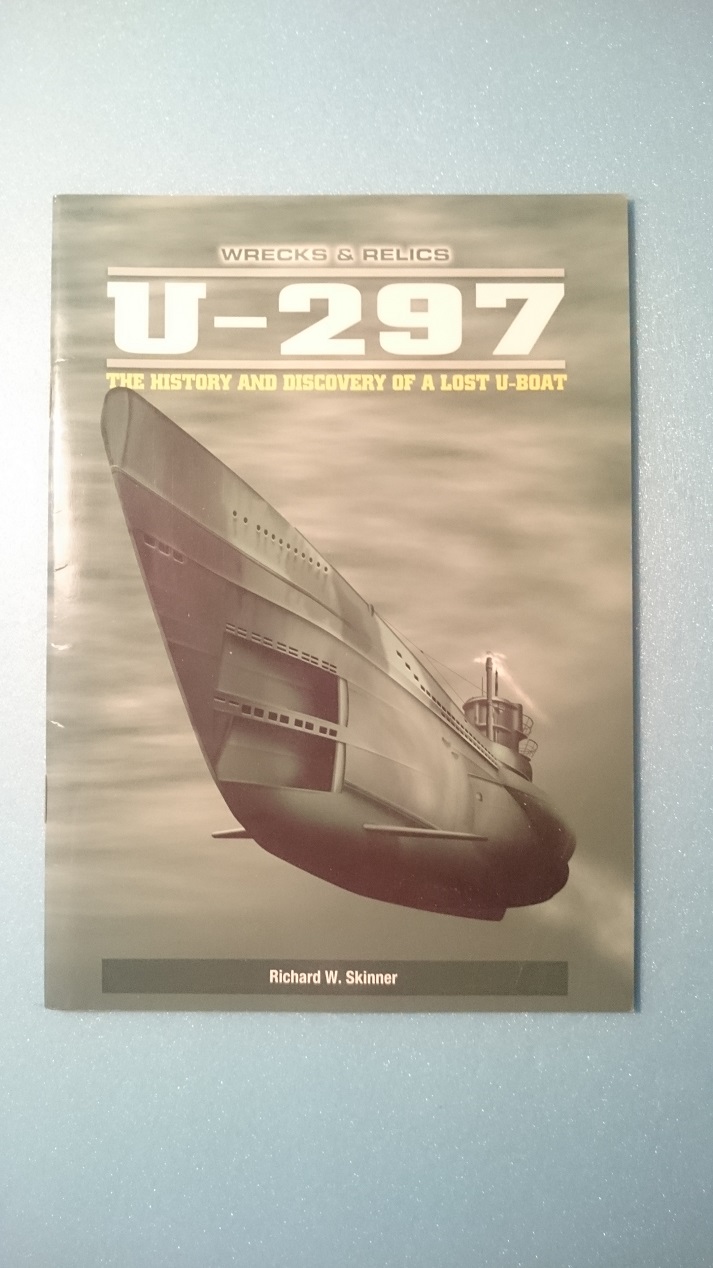 WRECKS & RELICS
U-297
THE HISTORY AND DISCOVERY OF A LOST U-BOAT
Richard W. Skinner